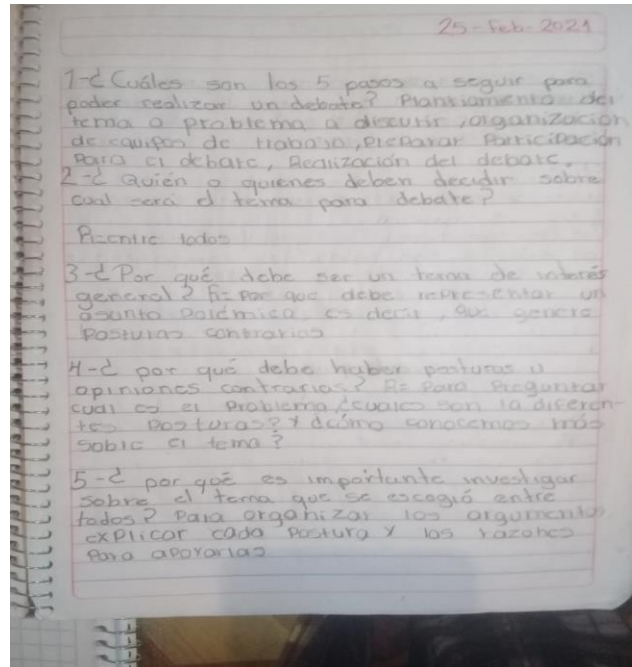 25-feb-2021
1-¿Cuáles son los 5 pasos a seguir para
poder realizar un debate? Plantiamiento del
tema o problema a discutir, organización
de equipos de trabajo, Preparar Participación
Para el debate, Realización del debate.
2-¿Quién o quienes deben decidir sobre
cual será el tema para debate?
R=entre todos
3-¿Por qué debe ser un tema de interés
general? R= Por que debe representar un
asunto Polémico, es decir, que genere
Posturas contrarias
4-¿por qué debe haber posturas u
opiniones contrarias? R= Para Preguntar
cual es el Problema, ¿cuales son la diferen-
tes Posturas? Y ¿cómo conocemos más
sobre el tema?
5-¿por qué es importante investigar
sobre el tema que se escogió entre
todos? Para organizar los argumentos
explicar cada Postura y las razones
Para apoyarlas